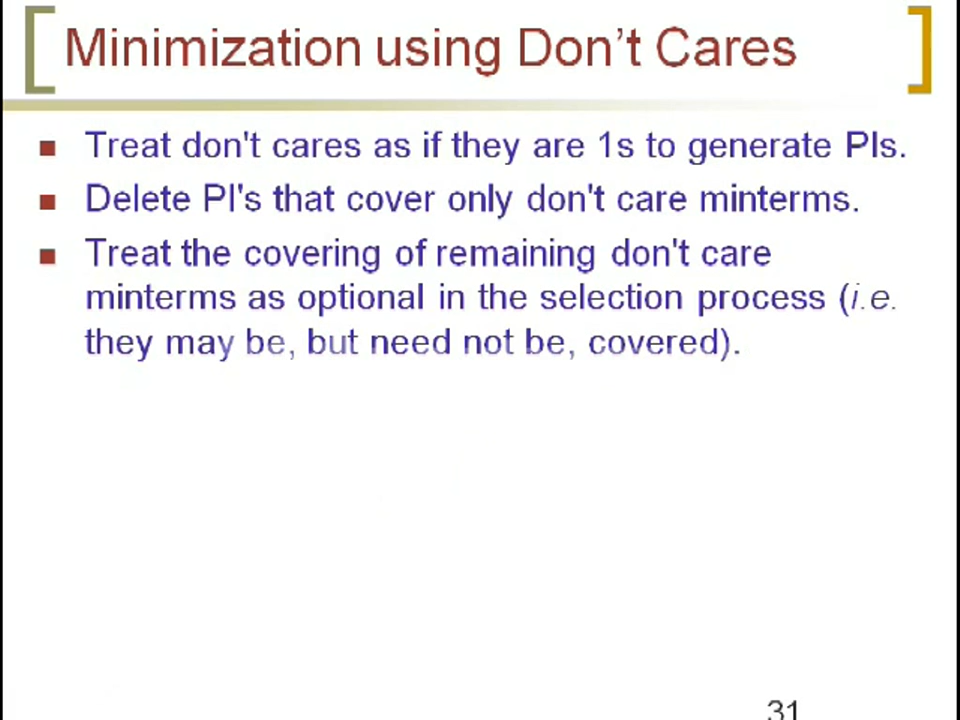 Minimization using Don’t Cares
Treat don't cares as if they are 1s to generate PIs.
Delete PI's that cover only don't care minterms.
Treat the covering of remaining don't care
minterms as optional in the selection process (i.e.
they may be, but need not be, covered).
31